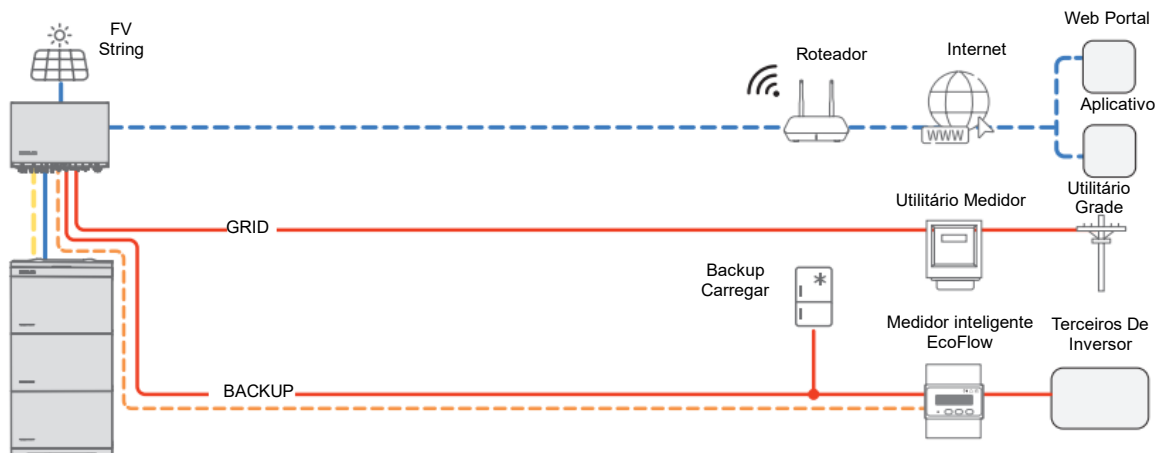 Web Portal
FV
String
Roteador
Internet
Aplicativo
WWW
Utilitário
Grade
Utilitário Medidor
GRID
Backup
Carregar
Medidor inteligente
EcoFlow
Terceiros De
Inversor
BACKUP